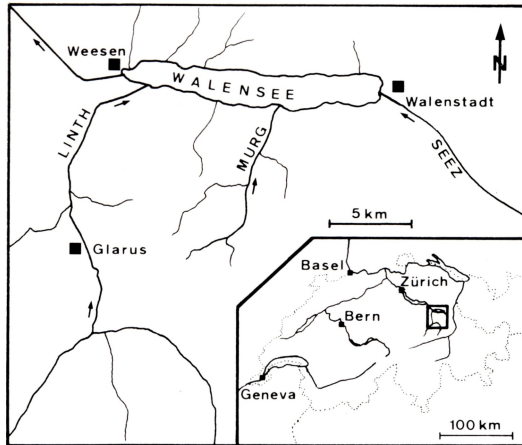 Weesen
WALENSEE
N
Walenstadt
LINTH
MURG
SEEZ
5 km
Glarus
Basel
Zürich
Bern
Geneva
100 km